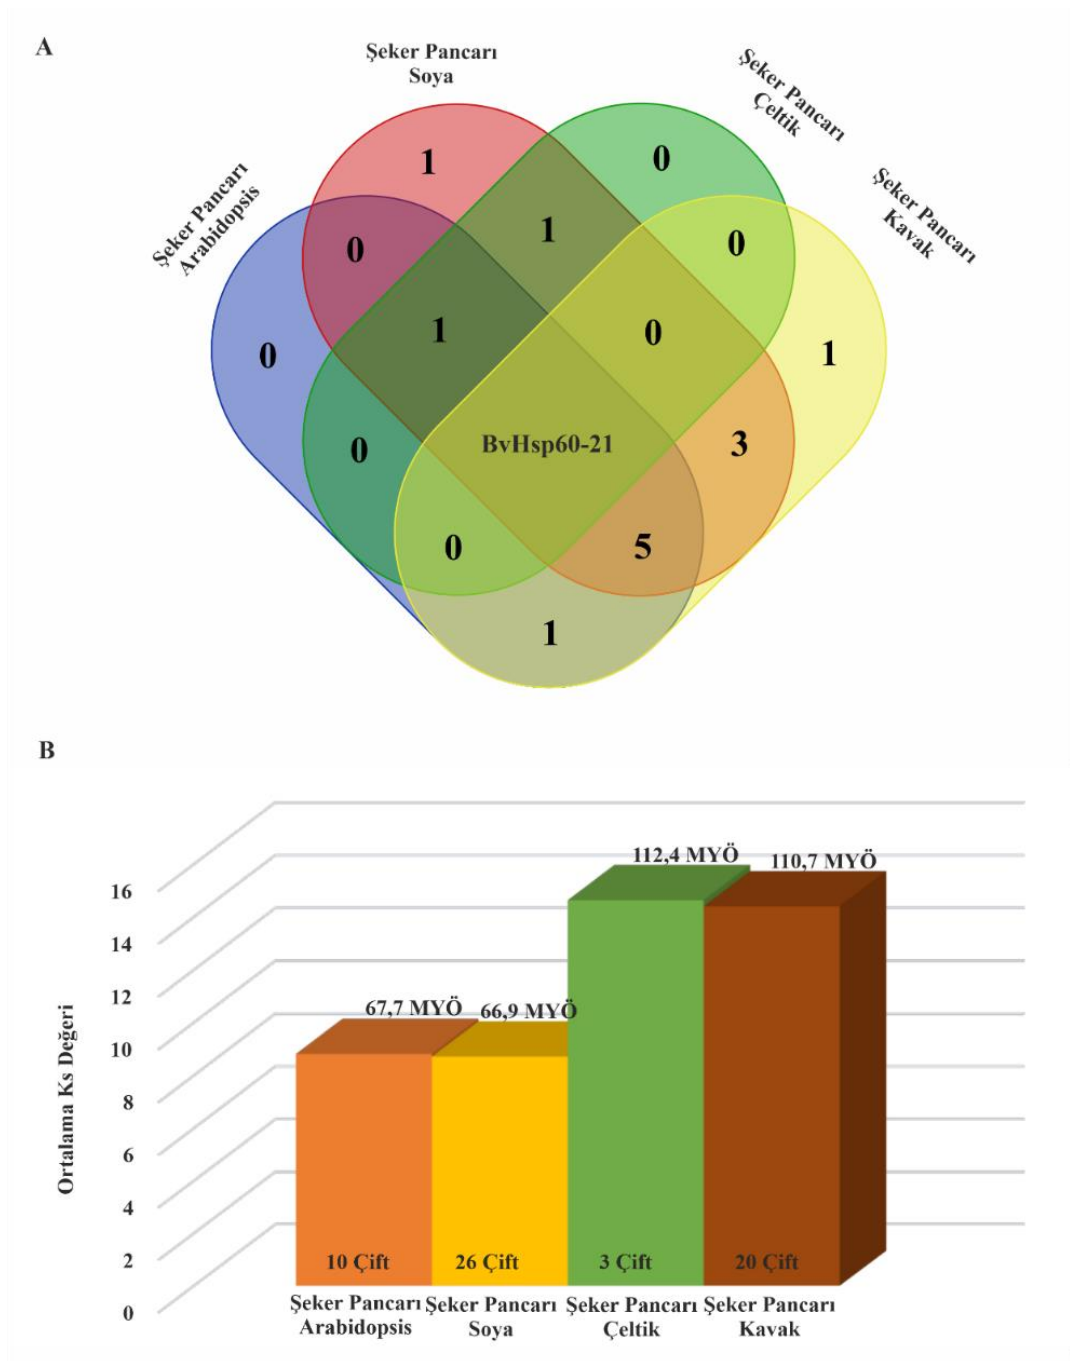 A
Şeker Pancarı
Soya
Şeker Pancarı
Çeltik
Şeker Pancarı
Kavak
Şeker Pancarı
Arabidopsis
1
0
0
1
0
1
0
0
1
0
BvHsp60-21
3
0
5
1
B
Ortalama Ks Değeri
16
14
12
10
8
6
4
2
0
67,7 MYÖ
66,9 MYÖ
112,4 MYÖ
110,7 MYÖ
10 Çift
26 Çift
3 Çift
20 Çift
Şeker Pancarı
Arabidopsis
Şeker Pancarı
Soya
Şeker Pancarı
Çeltik
Şeker Pancarı
Kavak